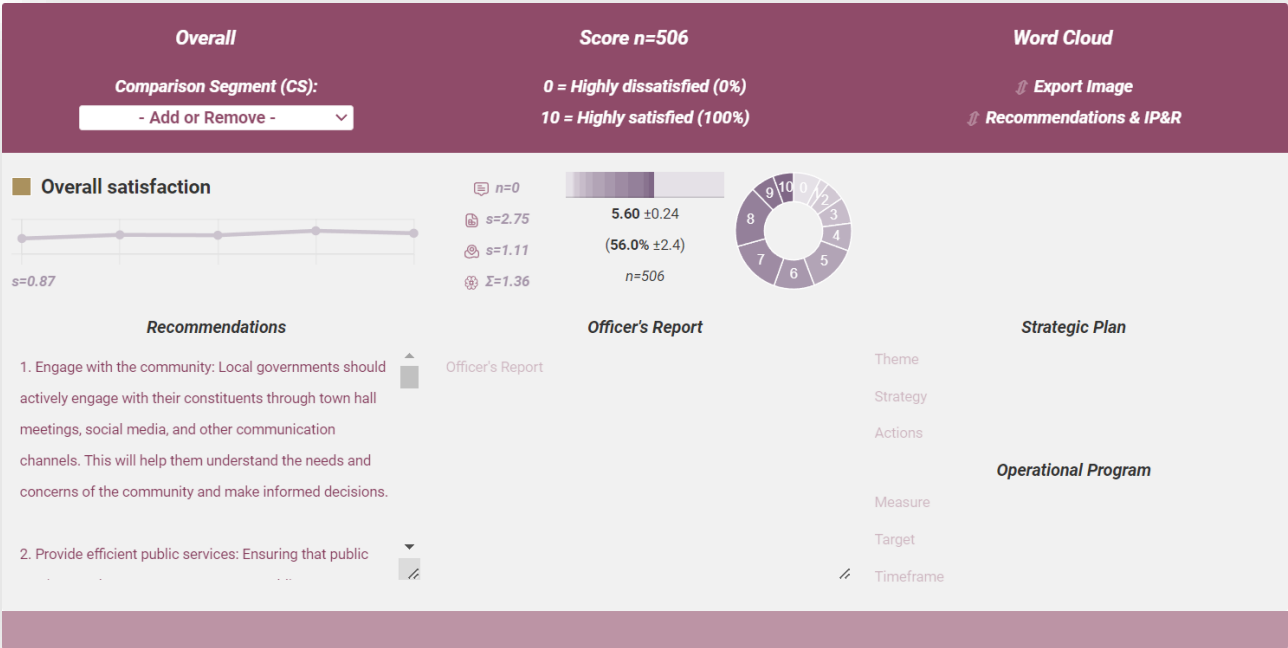 Overall
Score n=506
Word Cloud
Comparison Segment (CS):
- Add or Remove -
0 = Highly dissatisfied (0%)
10 = Highly satisfied (100%)
⇕ Export Image
⇕ Recommendations & IP&R
Overall satisfaction
s=0.87
n=0
s=2.75
s=1.11
Σ=1.36
5.60 ±0.24
(56.0% ±2.4)
n=506
0
1
2
3
4
5
6
7
8
9
10
Recommendations
1. Engage with the community: Local governments should
actively engage with their constituents through town hall
meetings, social media, and other communication
channels. This will help them understand the needs and
concerns of the community and make informed decisions.
2. Provide efficient public services: Ensuring that public
Officer's Report
Officer's Report
Strategic Plan
Theme
Strategy
Actions
Operational Program
Measure
Target
Timeframe